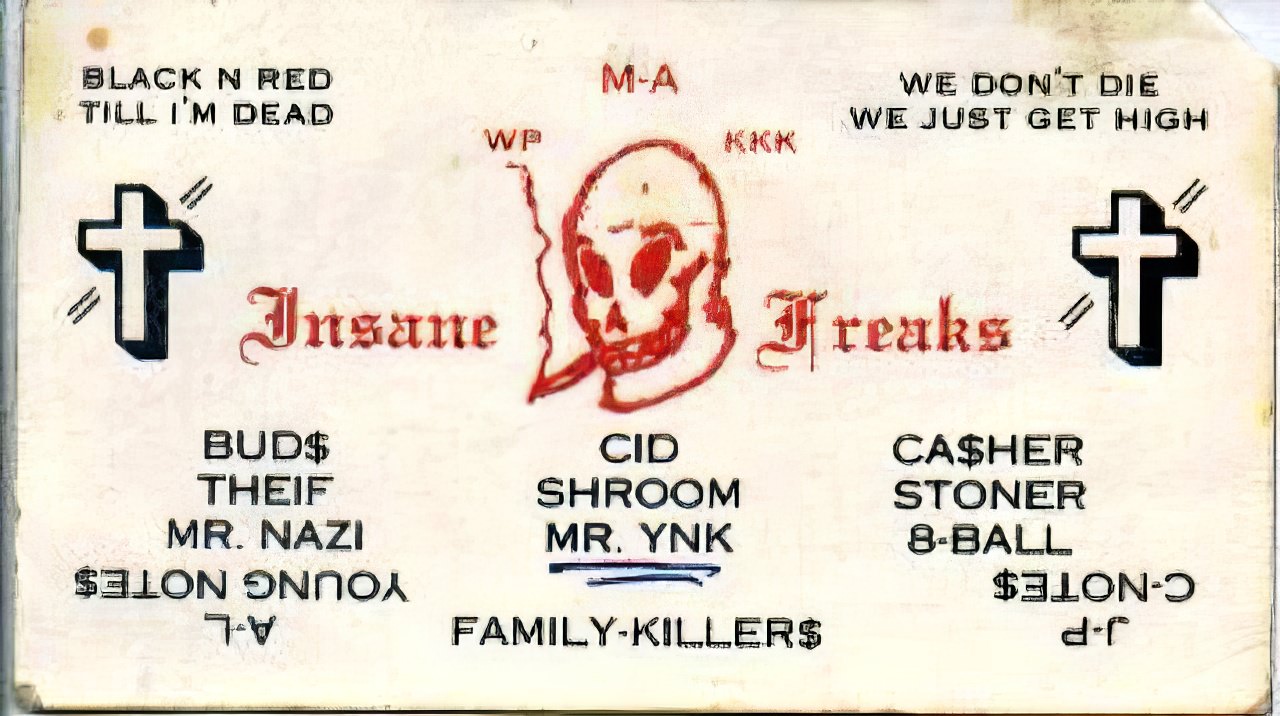 BLACK N RED
TILL I'M DEAD
M-A
WE DON'T DIE
WE JUST GET HIGH
WP
KKK
Insane Freaks
BUD$
THEIF
MR. NAZI
YOUNG NOTE$
A-L
CID
SHROOM
MR. YNK
FAMILY-KILLER$
CA$HER
STONER
8-BALL
C-NOTE$
J-P